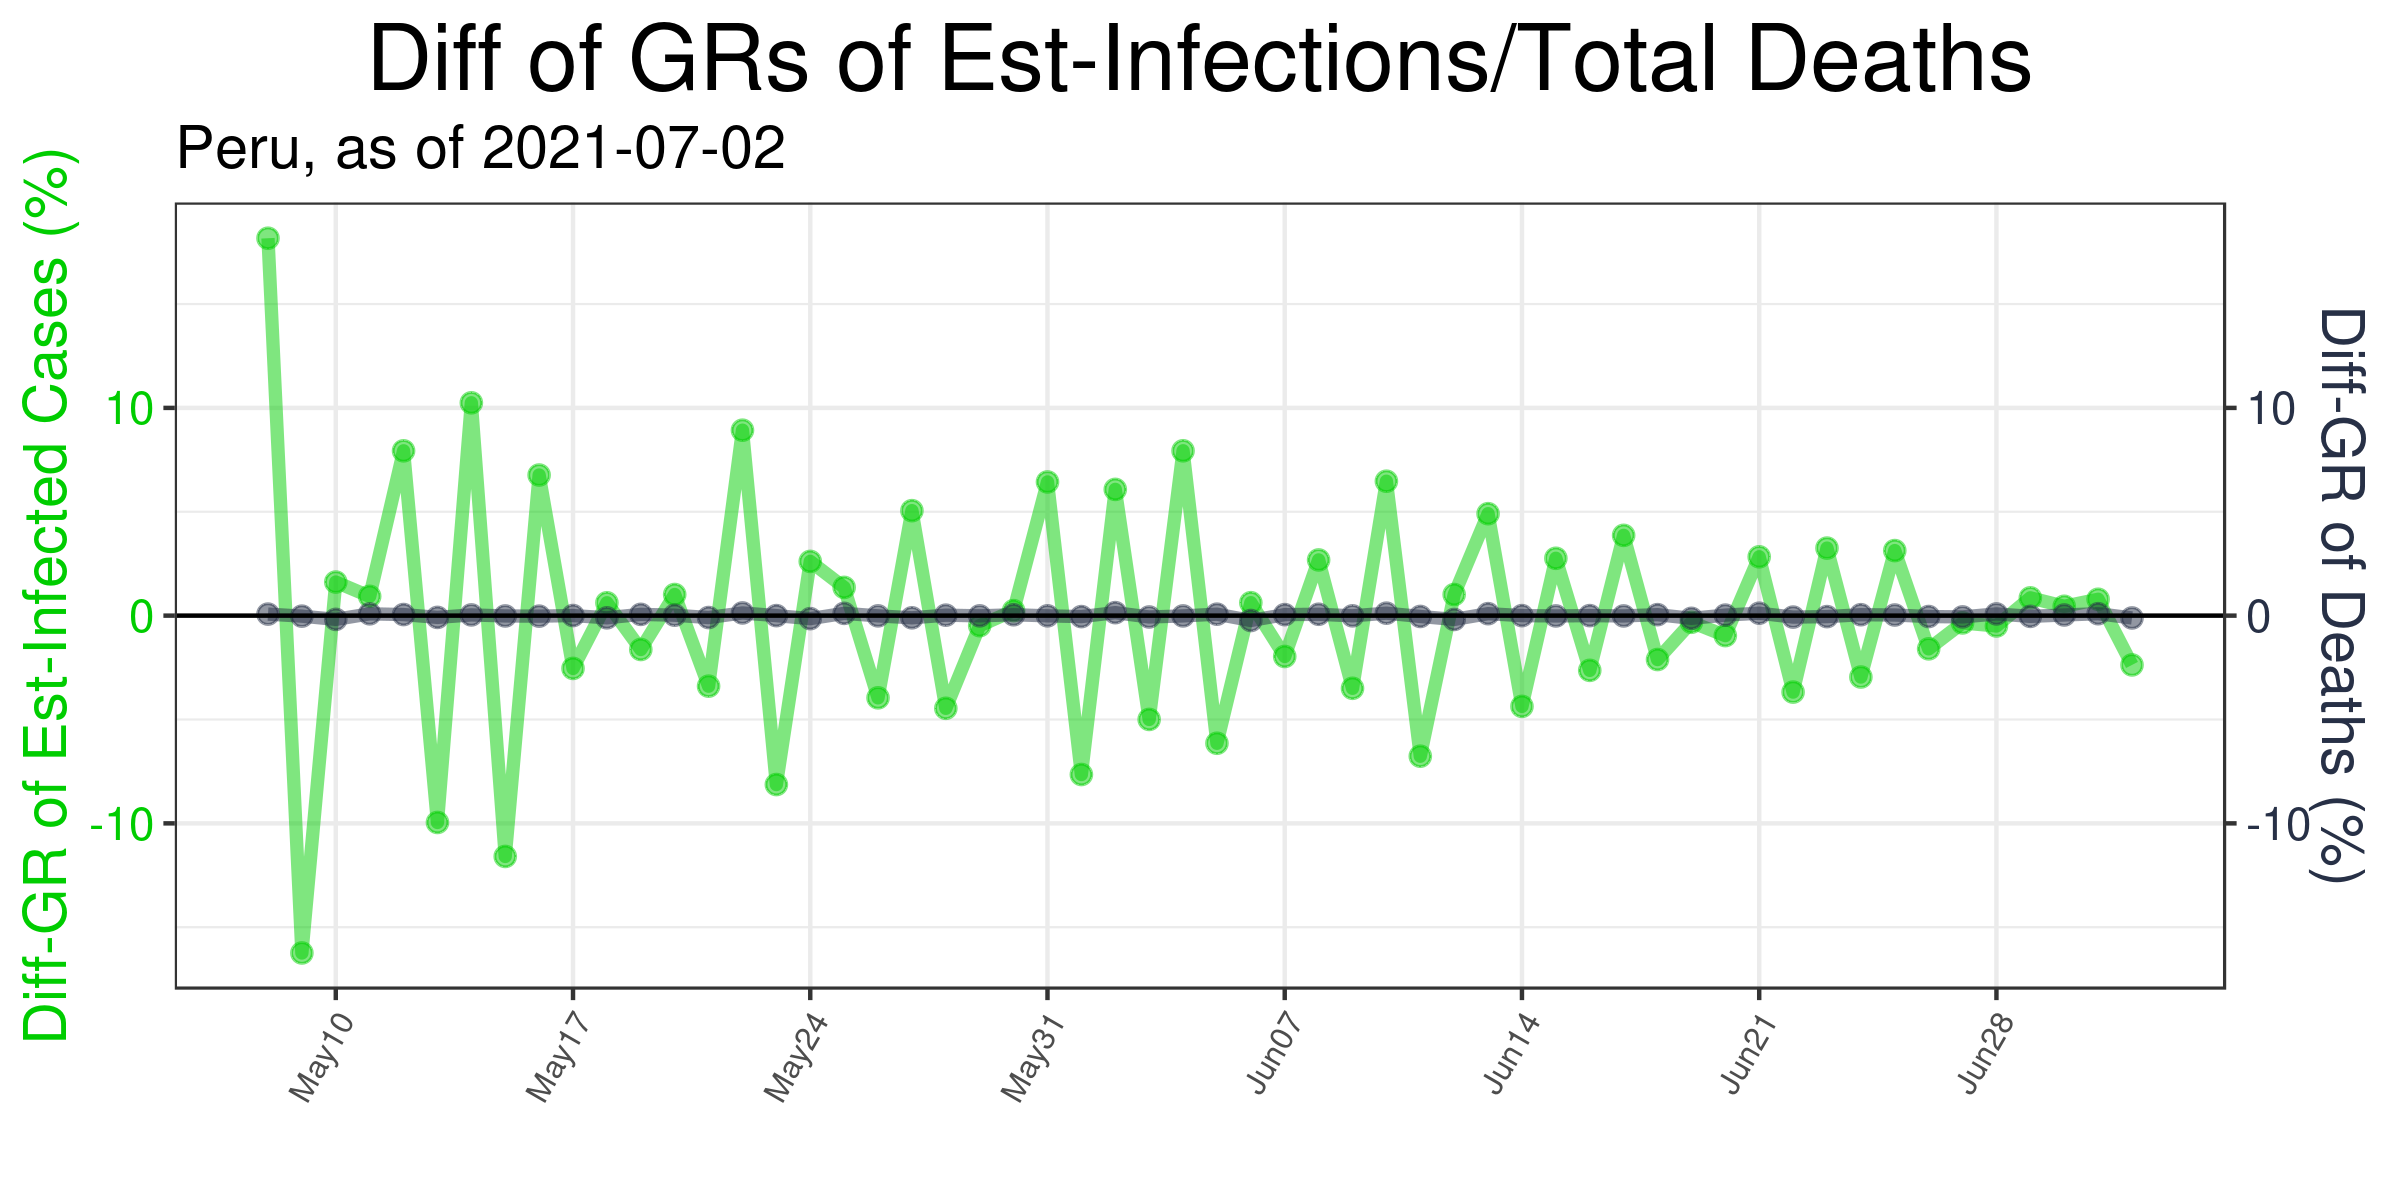 Diff of GRs of Est-Infections/Total Deaths
Peru, as of 2021-07-02
Diff-GR of Est-Infected Cases (%)
10
0
-10
10
0
-10
Diff-GR of Deaths (%)
May10
May17
May24
May31
Jun07
Jun14
Jun21
Jun28